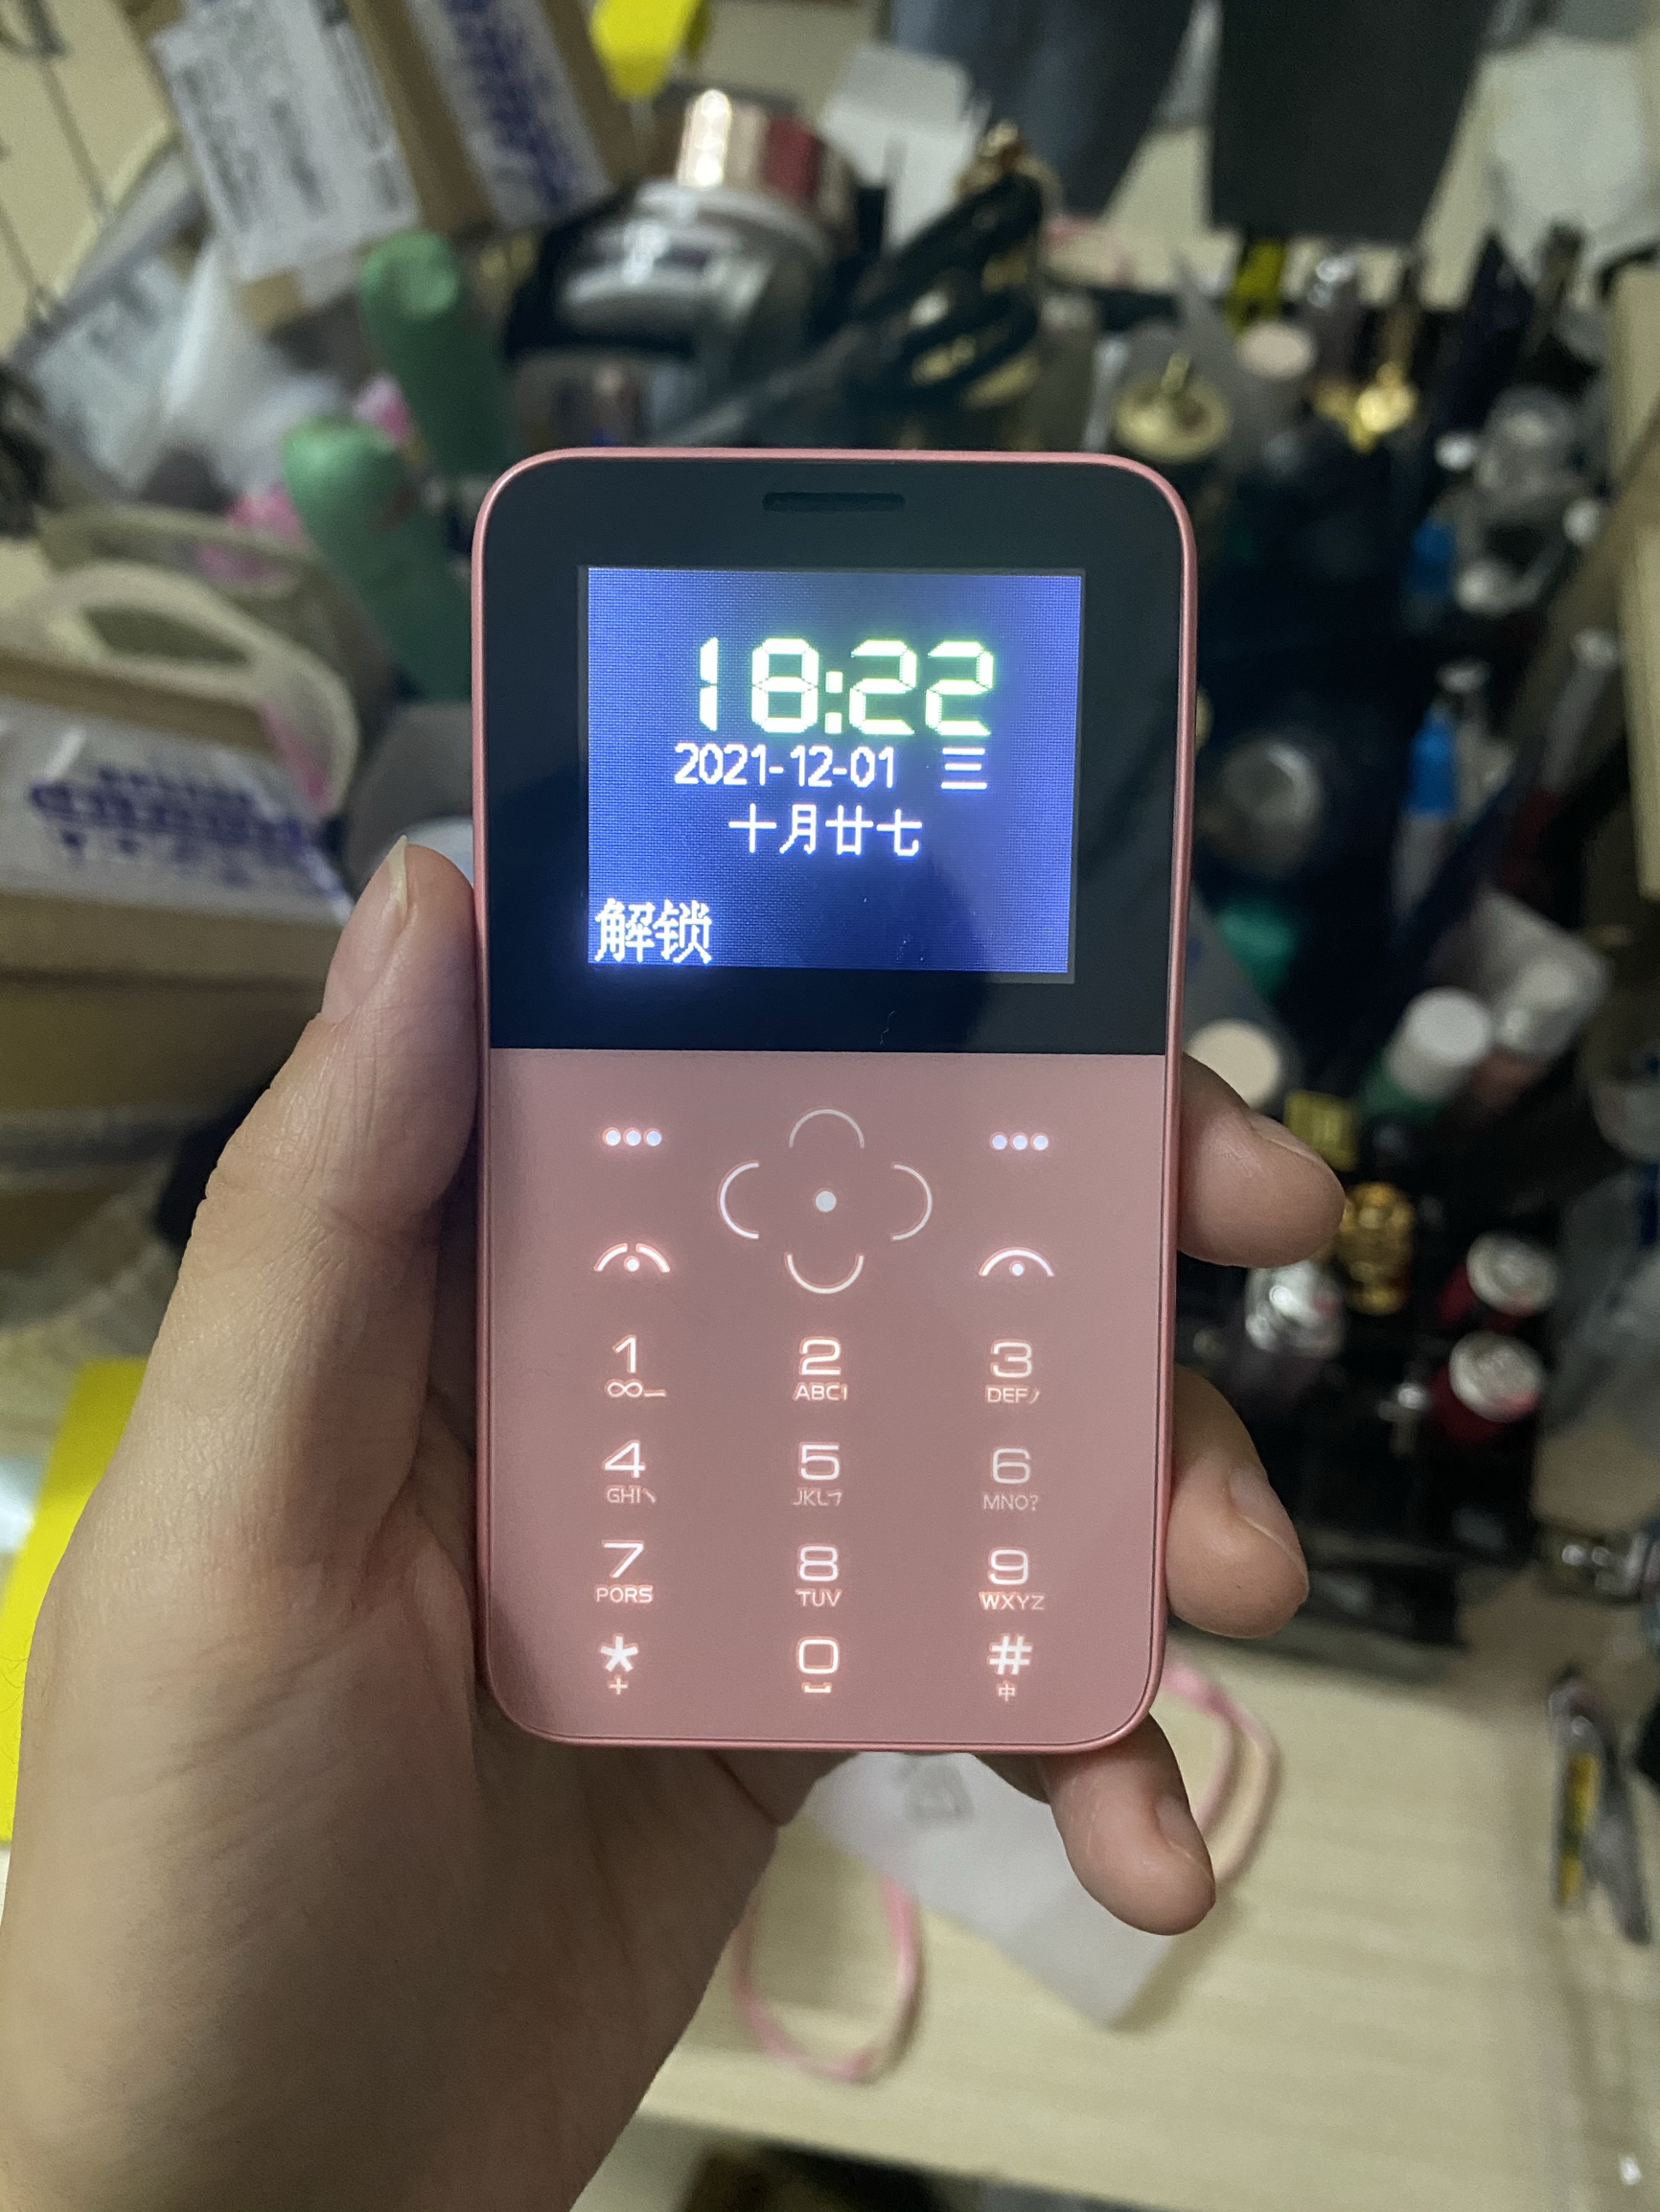 18:22
2021-12-01 三
十月廿七
解锁
1 2 3
ABC DEF
4 5 6
GHI JKL MNO?
7 8 9
PQRS TUV WXYZ
* 0 #
+ 中